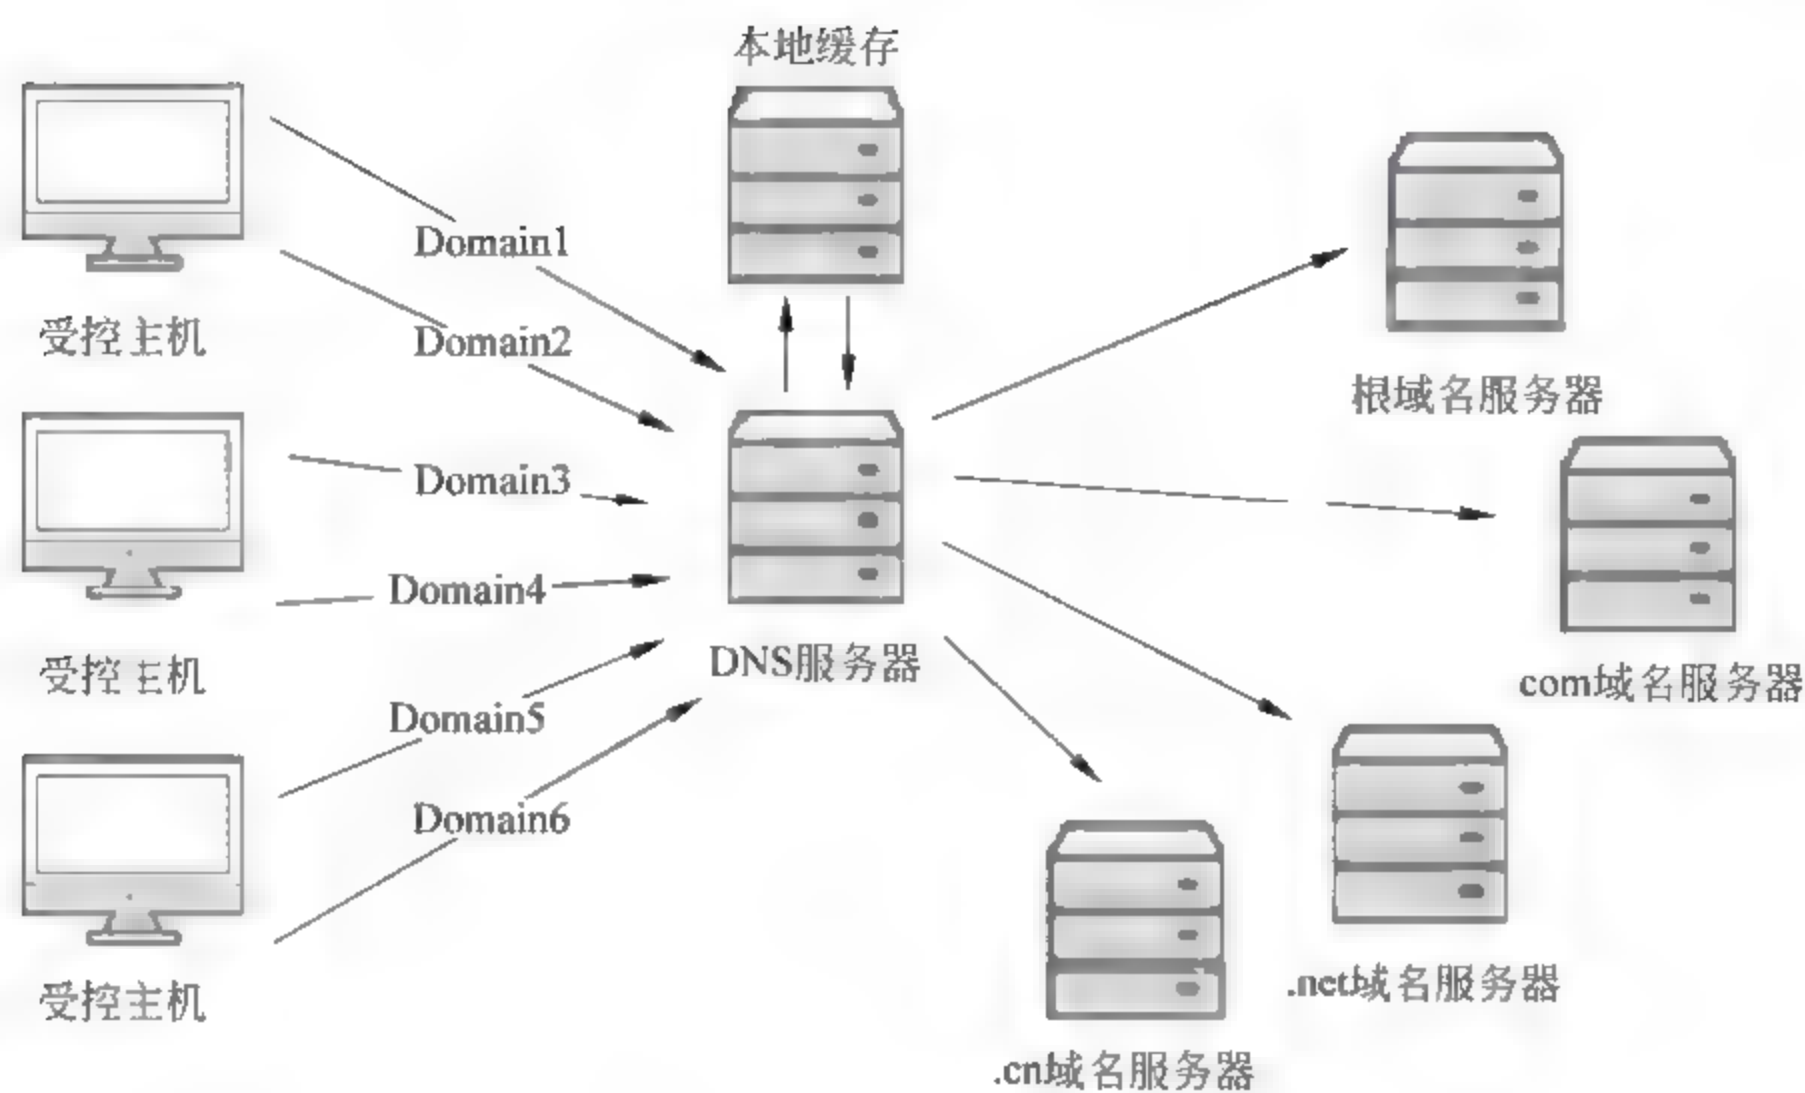 本地缓存
Domain1
受控主机
Domain2
根域名服务器
Domain3
Domain4
受控主机
DNS服务器
com域名服务器
Domain5
Domain6
受控主机
.net域名服务器
.cn域名服务器